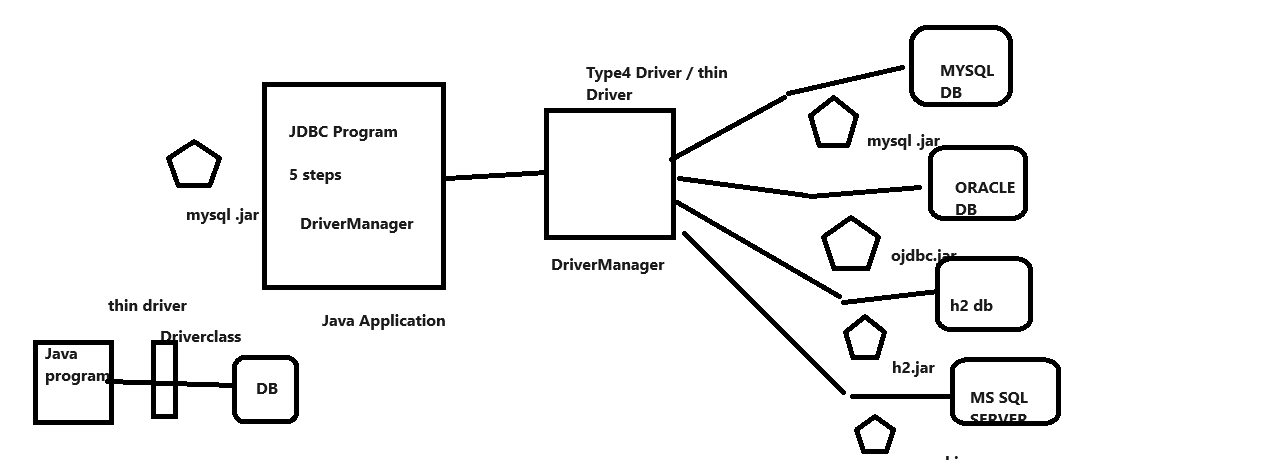 Type4 Driver / thin
Driver
MYSQL
DB
JDBC Program
mysql .jar
5 steps
ORACLE
DB
mysql .jar
DriverManager
ojdbc.jar
DriverManager
h2 db
thin driver
Java Application
Driverclass
Java
program
h2.jar
DB
MS SQL
SERVER